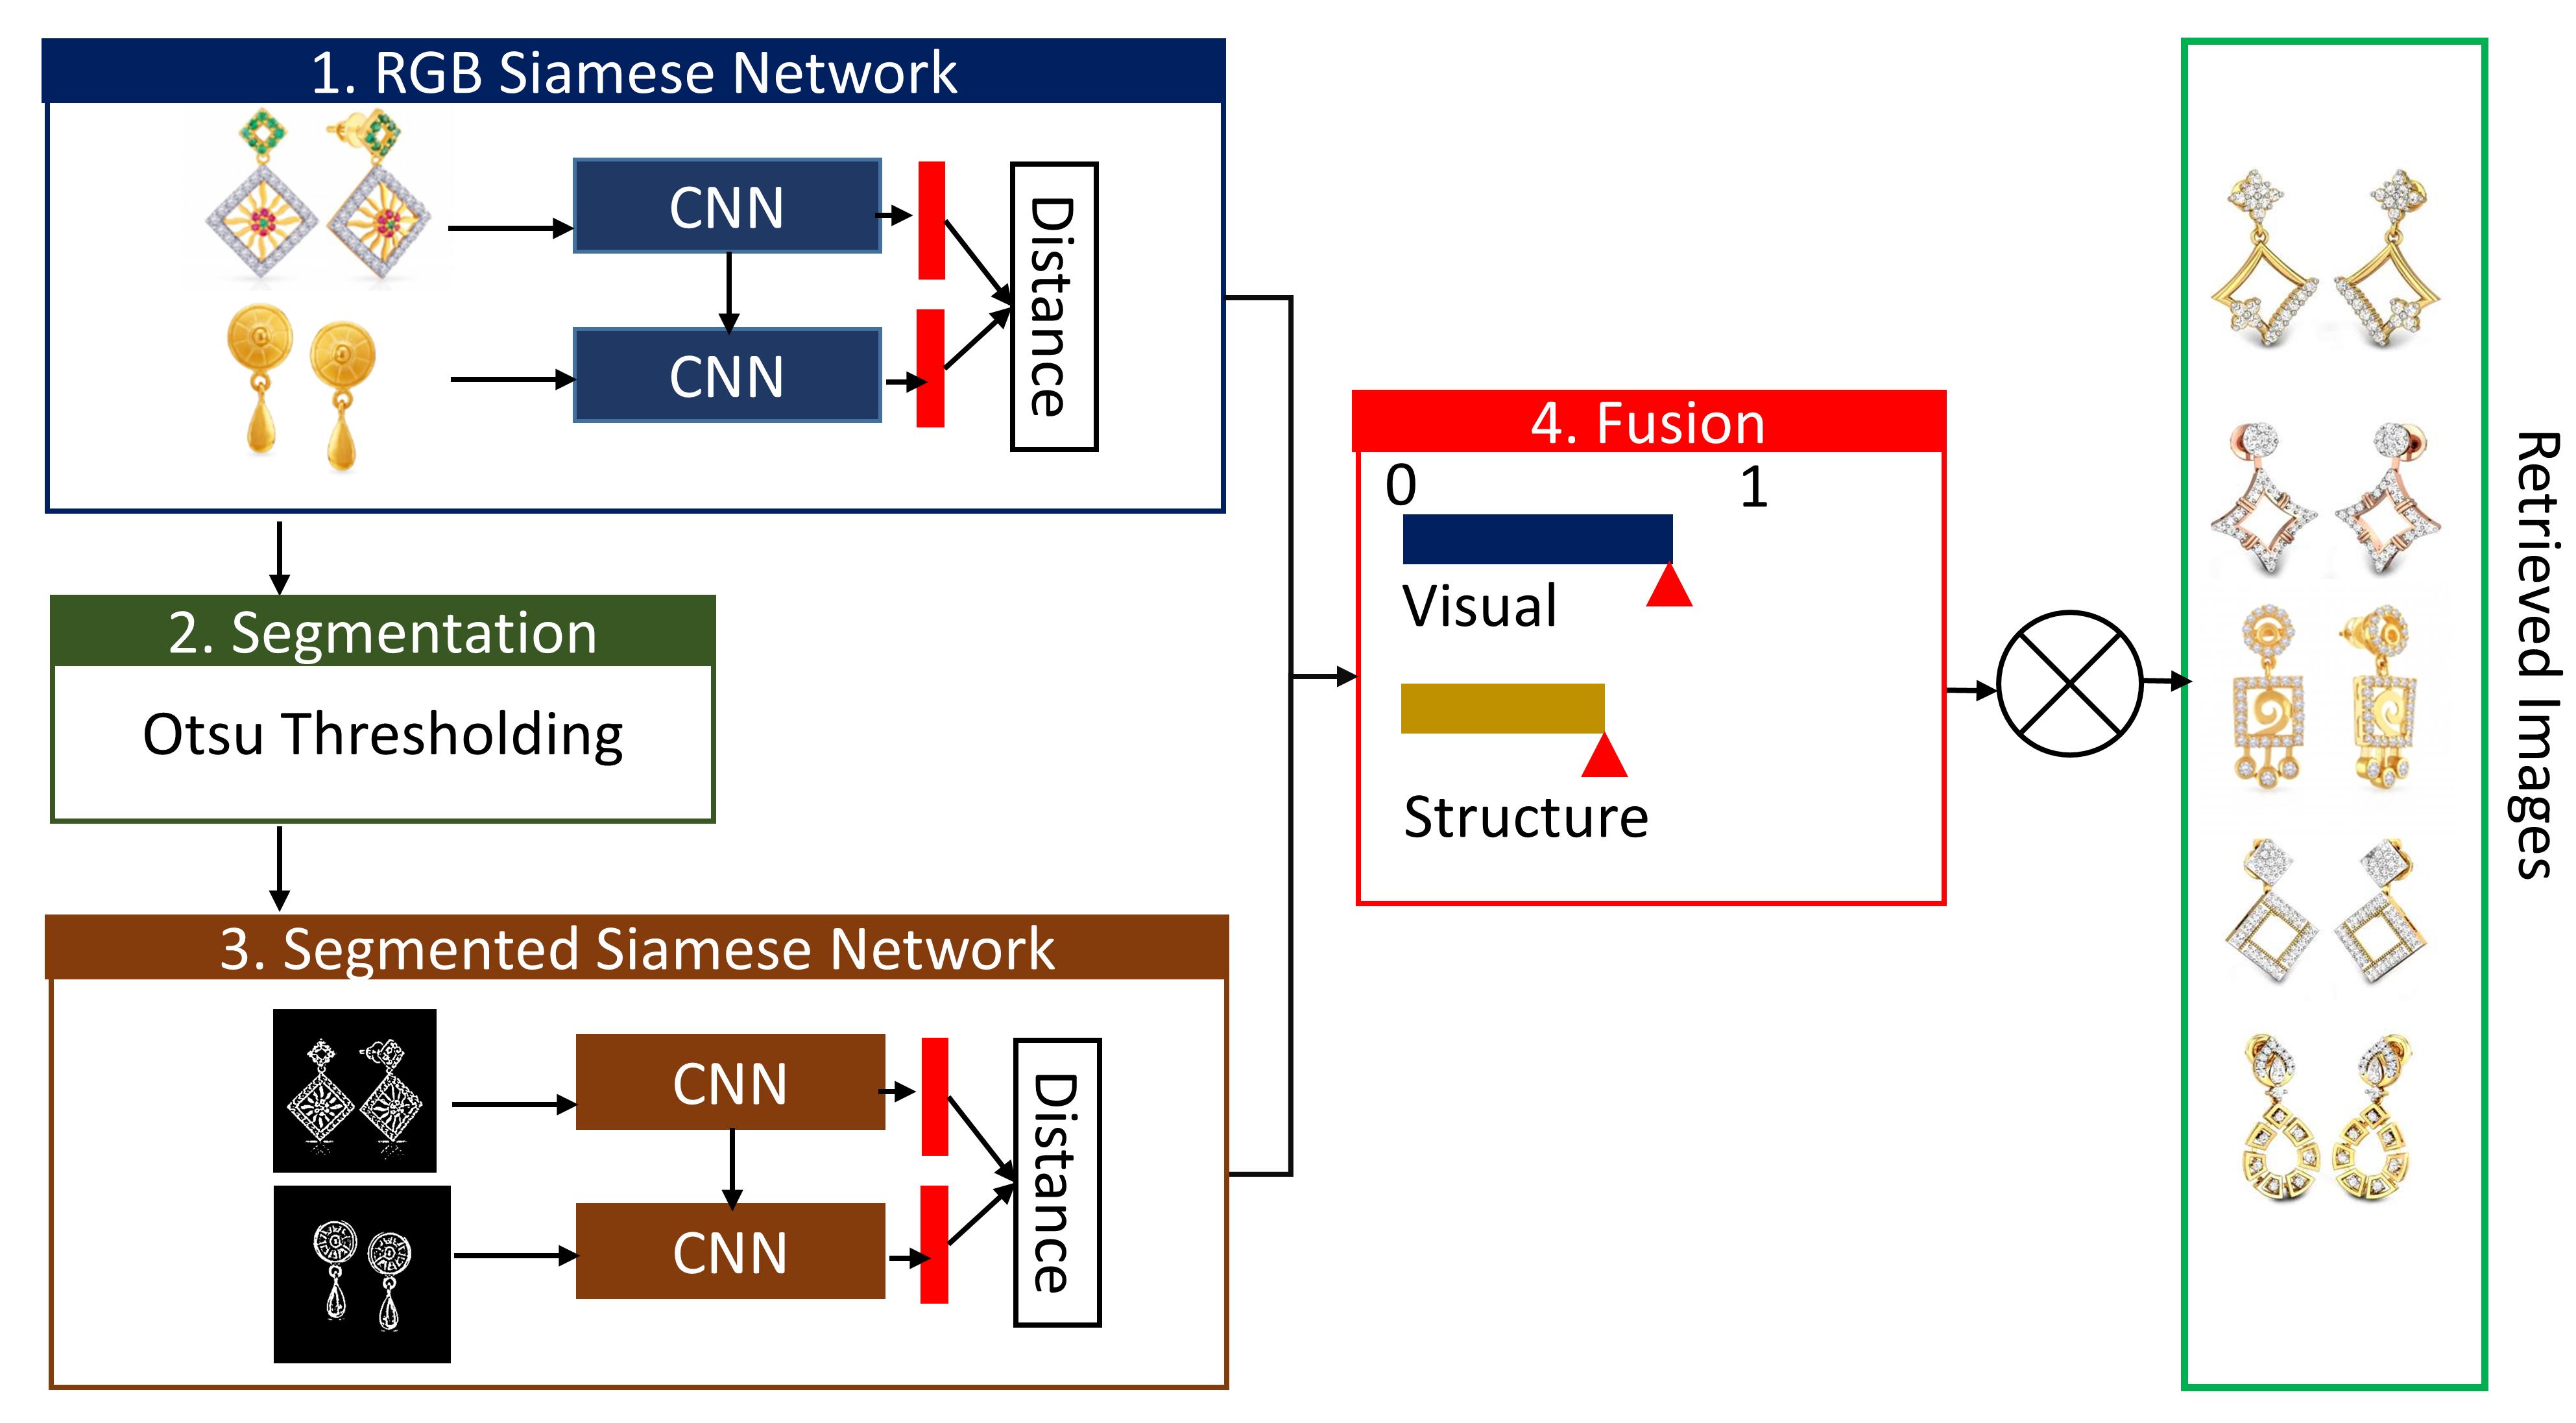 1. RGB Siamese Network
CNN
CNN
Distance
2. Segmentation
Otsu Thresholding
3. Segmented Siamese Network
CNN
CNN
Distance
4. Fusion
0 1
Visual
Structure
Retrieved Images